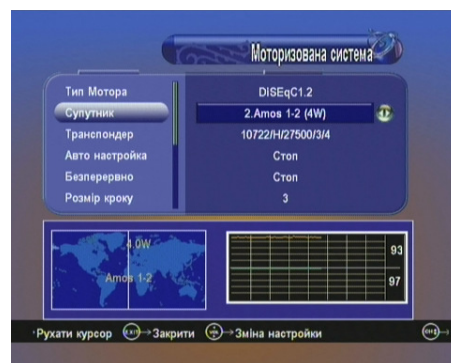 Моторизована система
Тип Мотора DiSEqC1.2
Супутник 2.Amos 1-2 (4W)
Транспондер 10722/H/27500/3/4
Авто настройка Стоп
Безперервно Стоп
Розмір кроку 3
4.0W
Amos 1-2
93
97
Рухати курсор EXIT→Закрити →Зміна настройки